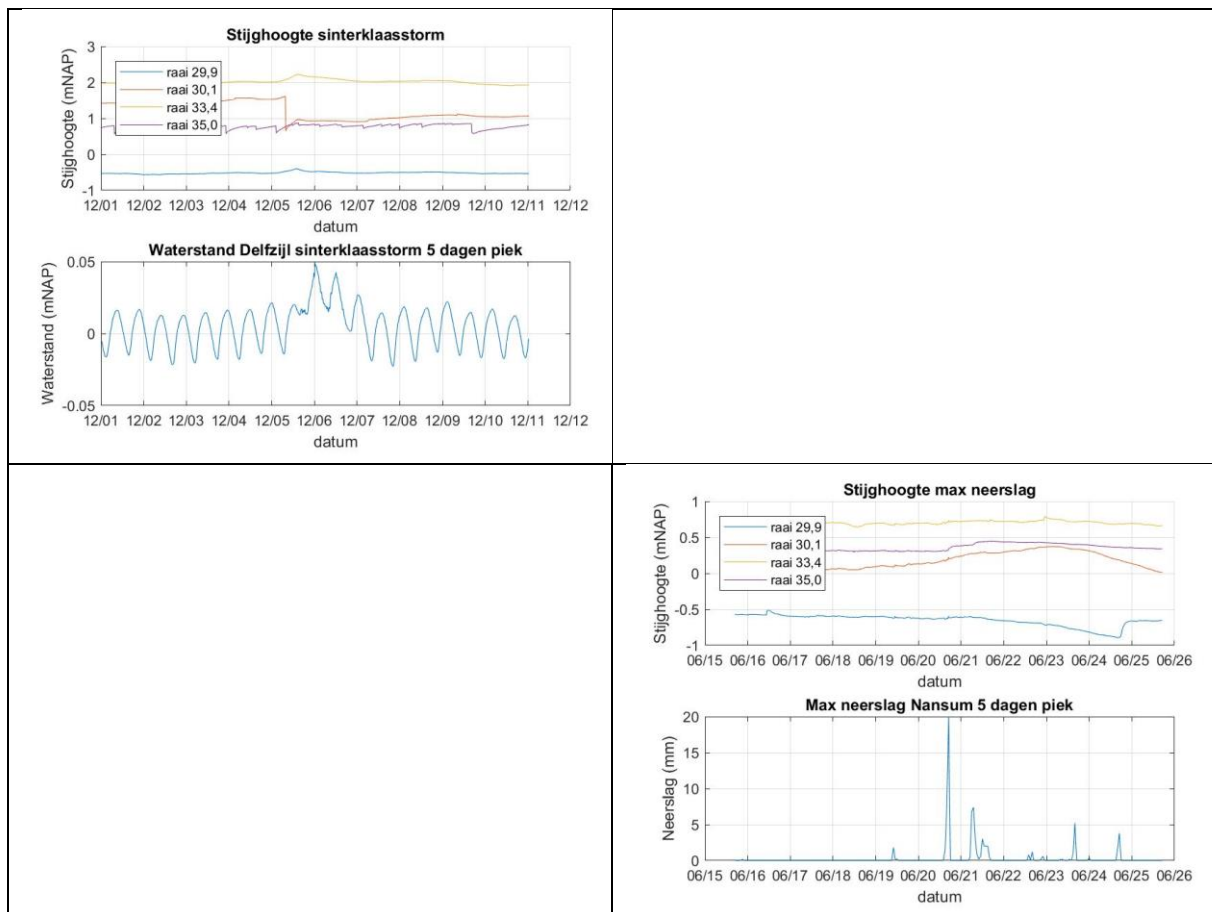 Stijghoogte sinterklaasstorm
Stijghoogte (mNAP)
3
2
1
0
-1
raai 29,9
raai 30,1
raai 33,4
raai 35,0
12/01 12/02 12/03 12/04 12/05 12/06 12/07 12/08 12/09 12/10 12/11 12/12
datum
Waterstand Delfzijl sinterklaasstorm 5 dagen piek
Waterstand (mNAP)
0.05
0
-0.05
12/01 12/02 12/03 12/04 12/05 12/06 12/07 12/08 12/09 12/10 12/11 12/12
datum
Stijghoogte max neerslag
Stijghoogte (mNAP)
1
0.5
0
-0.5
-1
raai 29,9
raai 30,1
raai 33,4
raai 35,0
06/15 06/16 06/17 06/18 06/19 06/20 06/21 06/22 06/23 06/24 06/25 06/26
datum
Max neerslag Nansum 5 dagen piek
Neerslag (mm)
20
15
10
5
0
06/15 06/16 06/17 06/18 06/19 06/20 06/21 06/22 06/23 06/24 06/25 06/26
datum